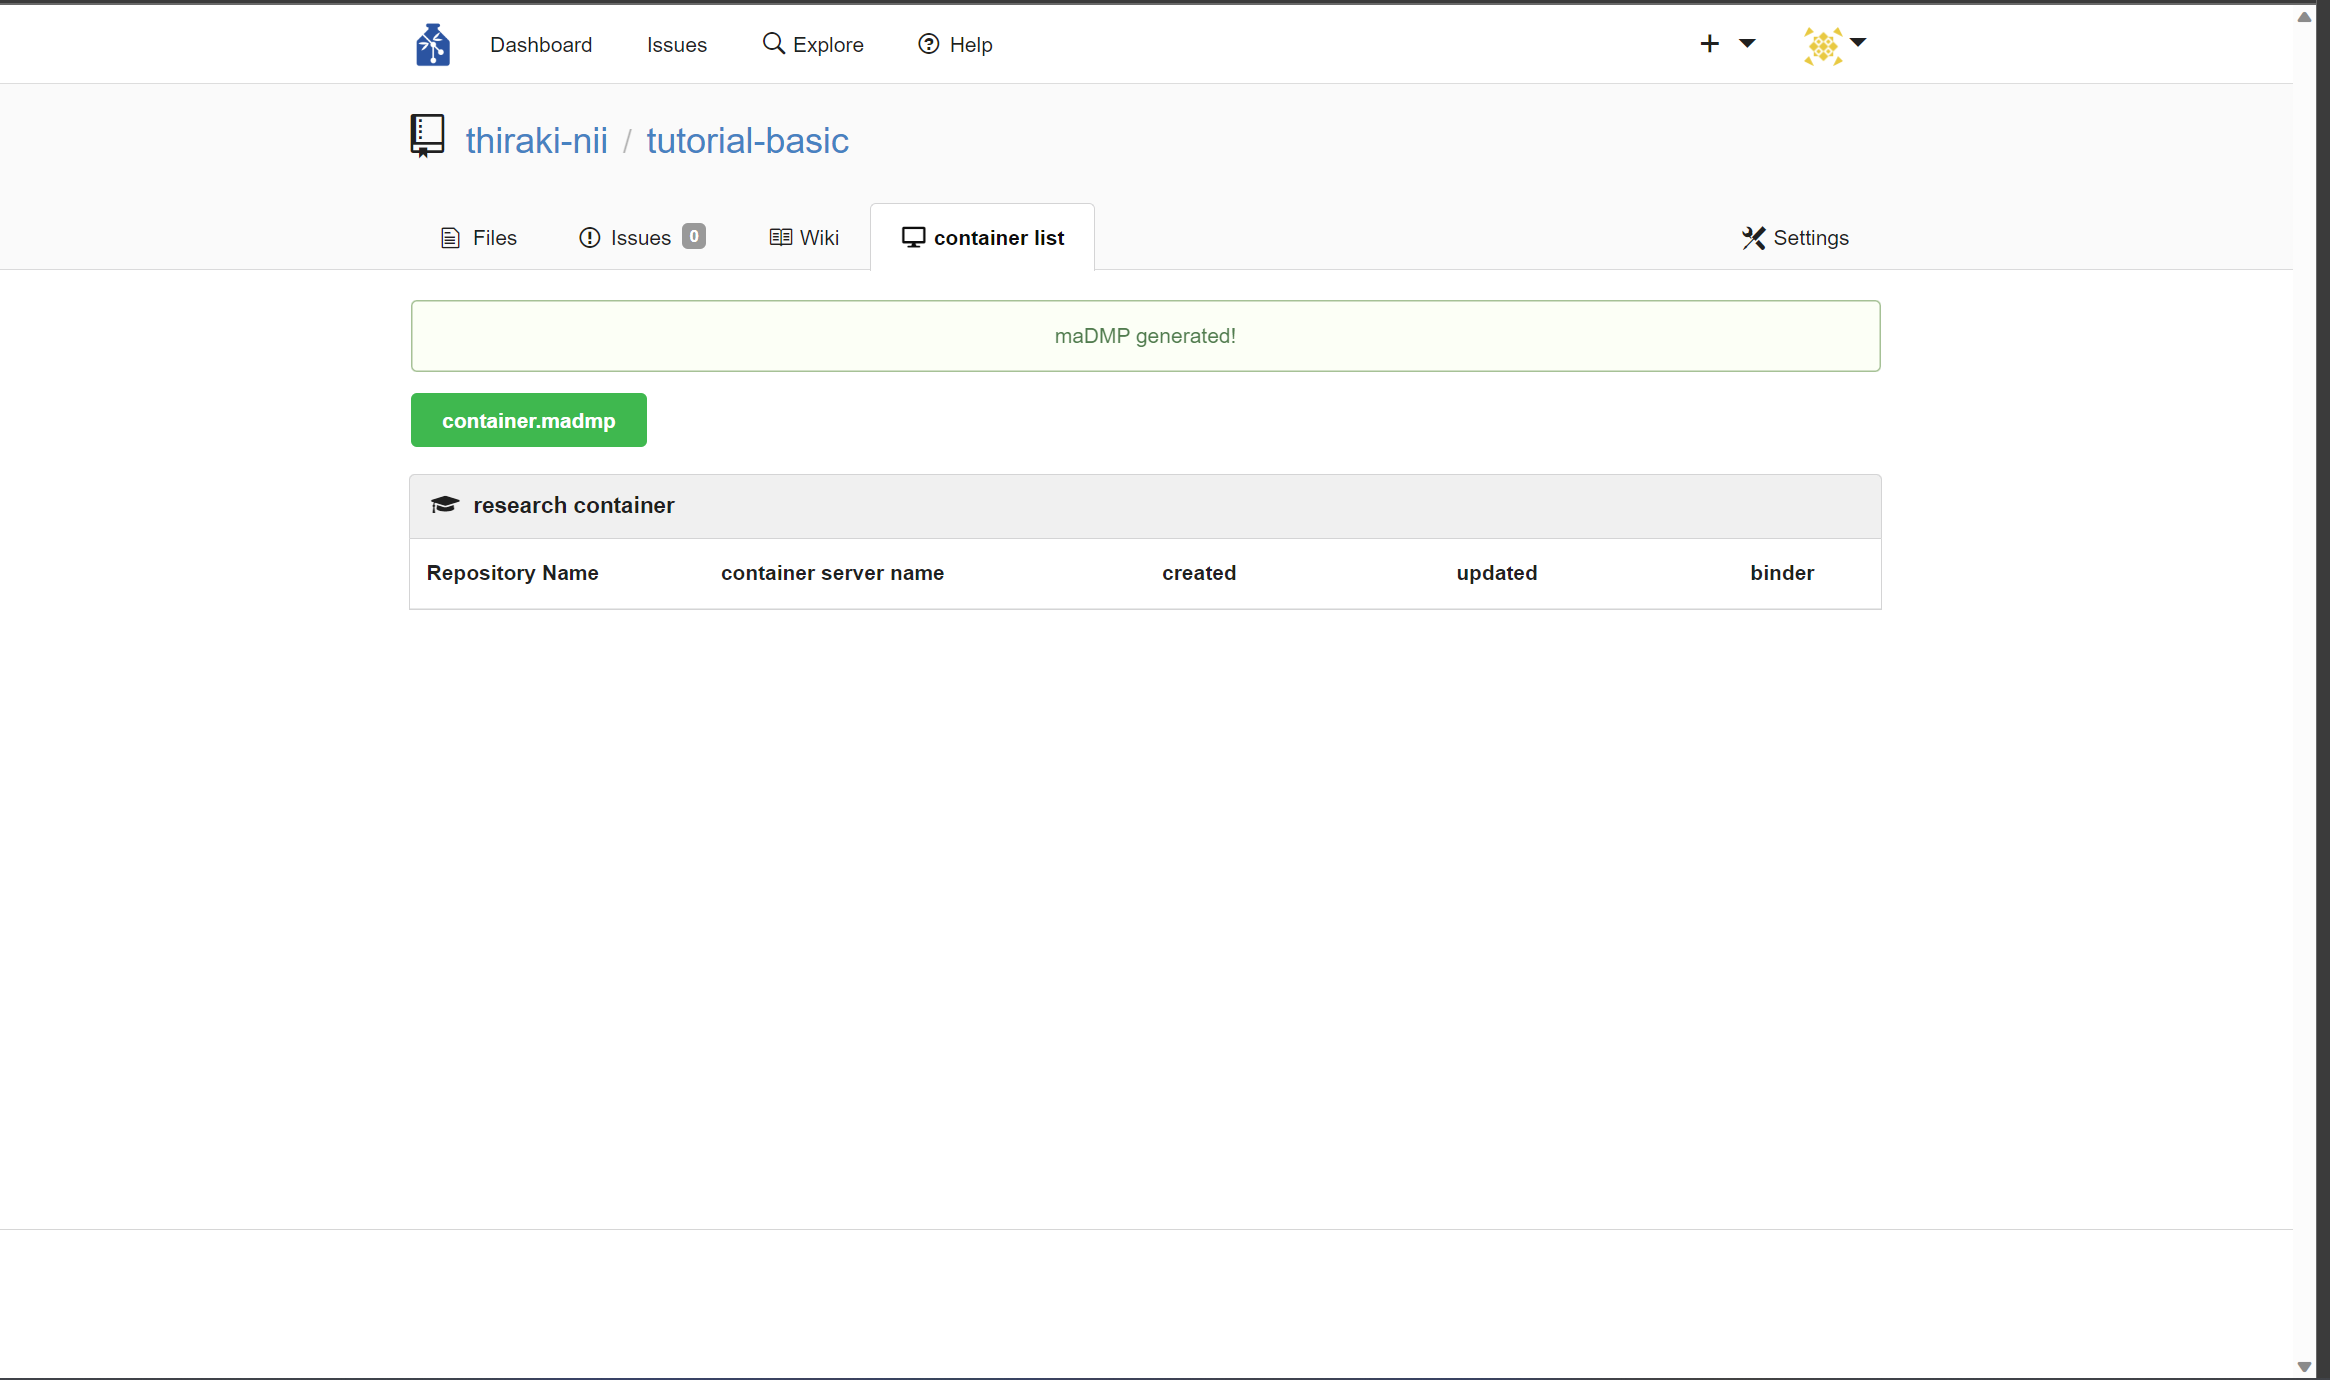 Dashboard Issues Explore Help
thiraki-nii / tutorial-basic
Files Issues 0 Wiki container list Settings
maDMP generated!
container.madmp
research container
Repository Name container server name created updated binder